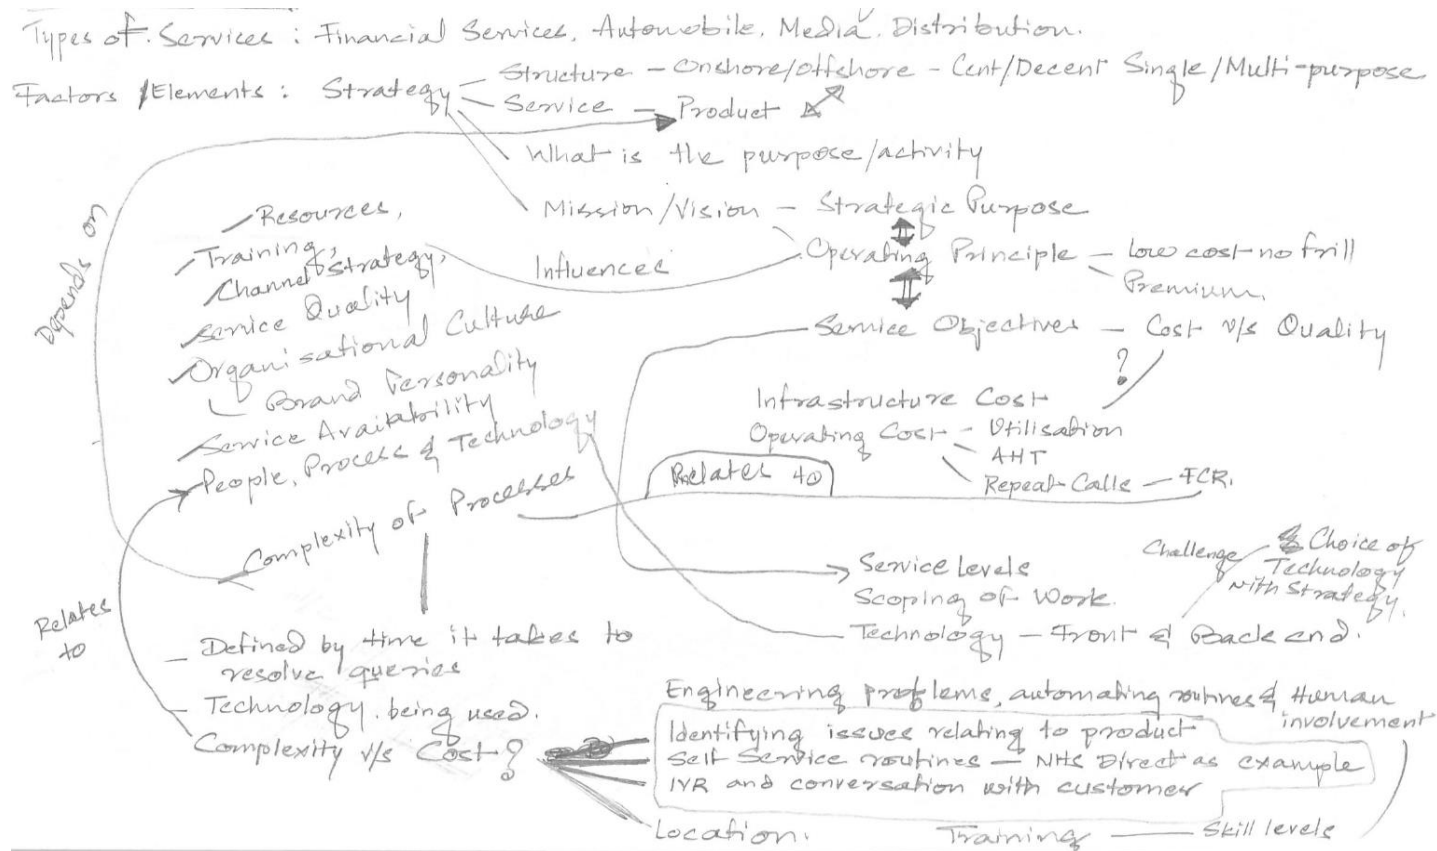 Types of Services : Financial Services, Automobile, Media, Distribution.
Factors /Elements : Strategy
Structure – Onshore/Offshore – Cent/Decent Single/Multi-purpose
Service – Product
What is the purpose/activity
Mission/Vision – Strategic Purpose
Operating Principle – Low cost-no frill
Premium.
Influences
Service Objectives – Cost v/s Quality
?
Depends on
Resources,
Training,
Channel Strategy,
Service Quality
Organisational Culture
Brand Personality
Service Availability
People, Process & Technology
Complexity of Processes
Infrastructure Cost
Operating Cost – Utilisation
AHT
Repeat Calls – FCR.
Relates to
Service Levels
Scoping of Work.
Technology – Front & Back end.
Challenge
Choice of
Technology
with Strategy.
Relates
to
– Defined by time it takes to
resolve queries
– Technology being used.
Complexity v/s Cost?
Engineering problems, automating routines & Human
involvement
Identifying issues relating to product
Self Service routines – NHS Direct as example
IVR and conversation with customer
Location.
Training — Skill levels